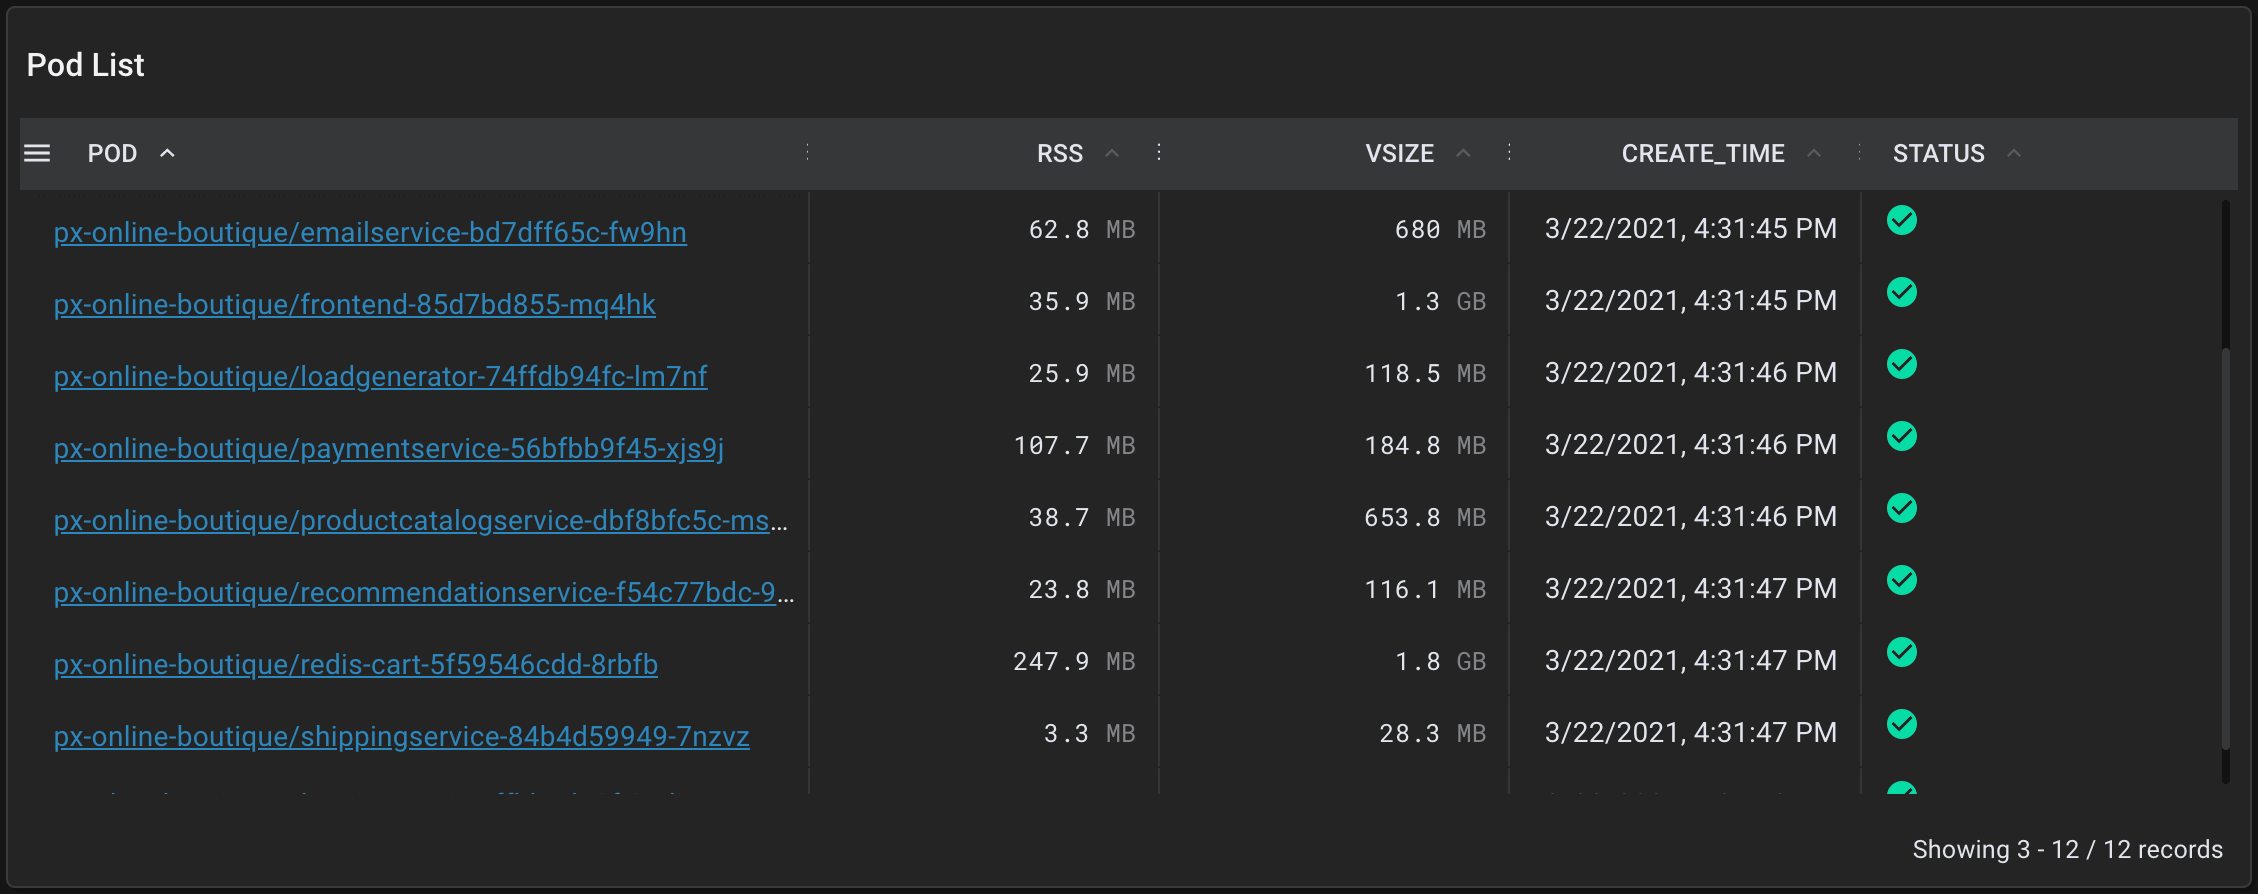 Pod List
POD RSS VSIZE CREATE_TIME STATUS
px-online-boutique/emailservice-bd7dff65c-fw9hn 62.8 MB 680 MB 3/22/2021, 4:31:45 PM
px-online-boutique/frontend-85d7bd855-mq4hk 35.9 MB 1.3 GB 3/22/2021, 4:31:45 PM
px-online-boutique/loadgenerator-74ffdb94fc-lm7nf 25.9 MB 118.5 MB 3/22/2021, 4:31:46 PM
px-online-boutique/paymentservice-56bfbb9f45-xjs9j 107.7 MB 184.8 MB 3/22/2021, 4:31:46 PM
px-online-boutique/productcatalogservice-dbf8bfc5c-ms... 38.7 MB 653.8 MB 3/22/2021, 4:31:46 PM
px-online-boutique/recommendationservice-f54c77bdc-9... 23.8 MB 116.1 MB 3/22/2021, 4:31:47 PM
px-online-boutique/redis-cart-5f59546cdd-8rbfb 247.9 MB 1.8 GB 3/22/2021, 4:31:47 PM
px-online-boutique/shippingservice-84b4d59949-7nzvz 3.3 MB 28.3 MB 3/22/2021, 4:31:47 PM
Showing 3 - 12 / 12 records